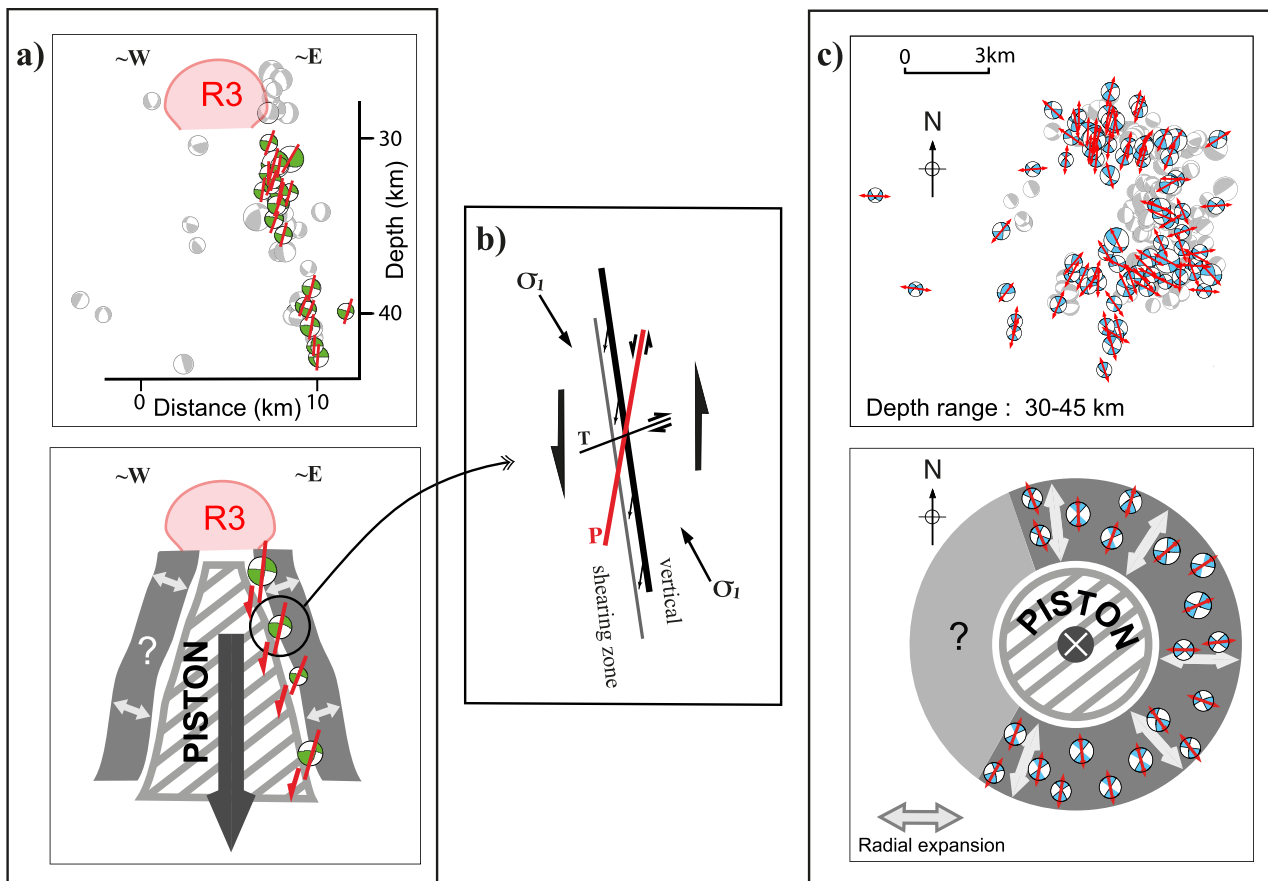 a)
~W
~E
R3
30
40
Depth (km)
0
10
Distance (km)
~W
~E
R3
?
PISTON
b)
σ1
T
P
σ1
shearing zone
vertical
c)
0
3km
N
Depth range : 30-45 km
N
PISTON
?
Radial expansion